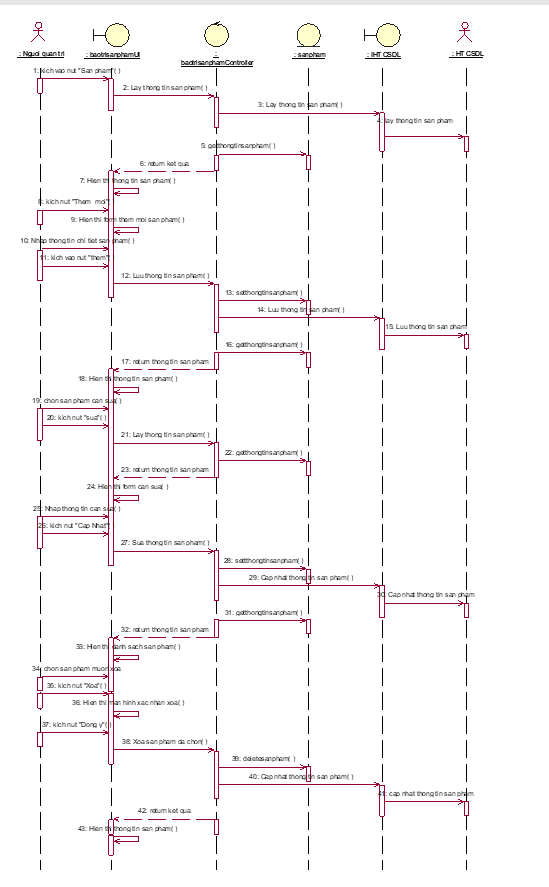 : Nguoi quan tri
: baotrisanphamUI
:
baotrisanphamController
: sanpham
: IHTCSDL
: HTCSDL
1: kich vao nut "San pham"( )
2: Lay thong tin san pham( )
3: Lay thong tin san pham( )
4: lay thong tin san pham
5: getthongtinsanpham( )
6: return ket qua
7: Hien thi thong tin san pham( )
8: kich nut "Them moi"( )
9: Hien thi form them moi san pham( )
10: Nhap thong tin chi tiet san pham( )
11: kich vao nut "them"( )
12: Luu thong tin san pham( )
13: setthongtinsanpham( )
14: Luu thong tin san pham( )
15: Luu thong tin san pham
16: getthongtinsanpham( )
17: return thong tin san pham
18: Hien thi thong tin san pham( )
19: chon san pham can sua( )
20: kich nut "sua"( )
21: Lay thong tin san pham( )
22: getthongtinsanpham( )
23: return thong tin san pham
24: Hien thi form can sua( )
25: Nhap thong tin can sua( )
26: kich nut "Cap Nhat"( )
27: Sua thong tin san pham( )
28: setthongtinsanpham( )
29: Cap nhat thong tin san pham( )
30: Cap nhat thong tin san pham
31: getthongtinsanpham( )
32: return thong tin san pham
33: Hien thi danh sach san pham( )
34: chon san pham muon xoa
35: kich nut "Xoa"( )
36: Hien thi man hinh xac nhan xoa( )
37: kich nut "Dong y"( )
38: Xoa san pham da chon( )
39: deletesanpham( )
40: Cap nhat thong tin san pham( )
41: cap nhat thong tin san pham
42: return ket qua
43: Hien thi thong tin san pham( )